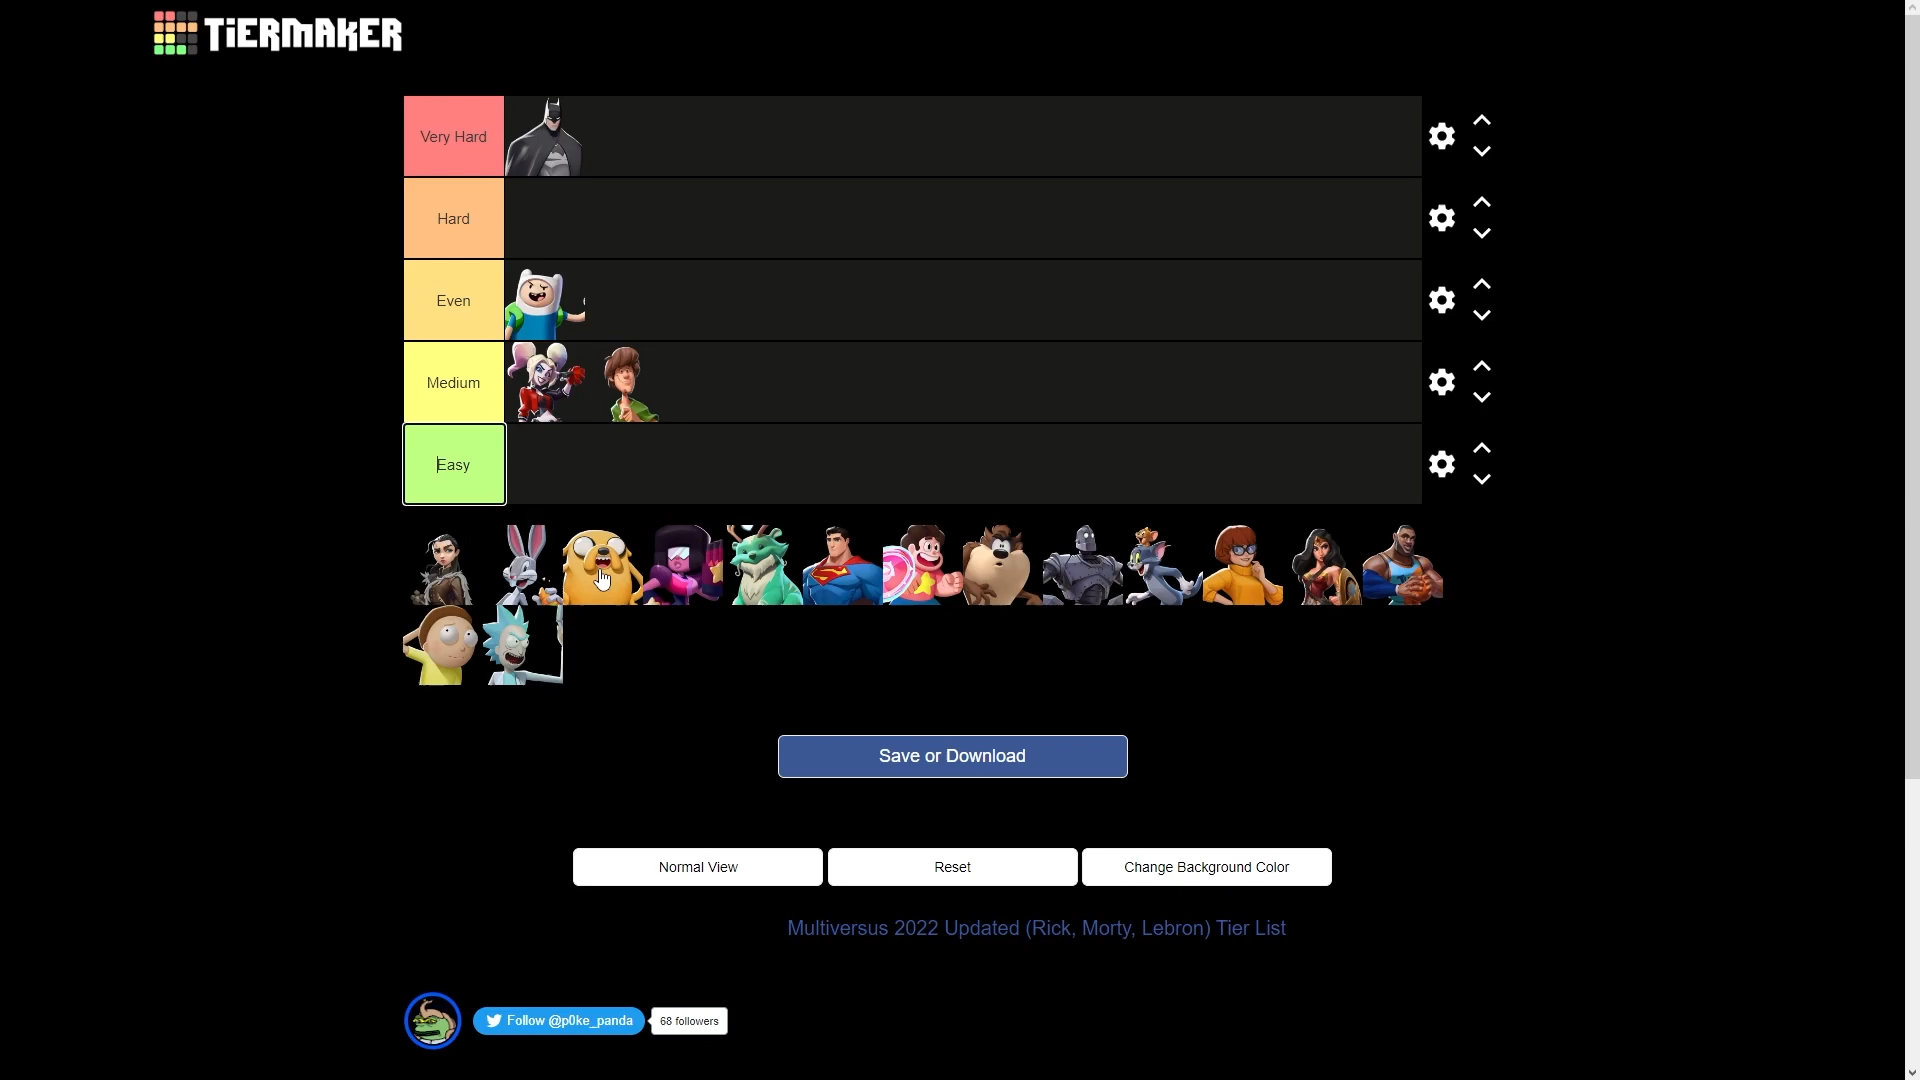 TiERMAKER
Very Hard
Hard
Even
Medium
Easy
Save or Download
Normal View
Reset
Change Background Color
Multiversus 2022 Updated (Rick, Morty, Lebron) Tier List
Follow @p0ke_panda
68 followers